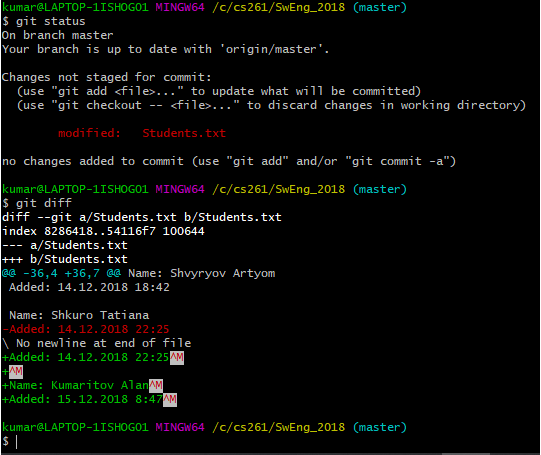 kumar@LAPTOP-1ISHOGO1 MINGW64 /c/cs261/SwEng_2018 (master)
$ git status
On branch master
Your branch is up to date with 'origin/master'.

Changes not staged for commit:
  (use "git add <file>..." to update what will be committed)
  (use "git checkout -- <file>..." to discard changes in working directory)

        modified:   Students.txt

no changes added to commit (use "git add" and/or "git commit -a")

kumar@LAPTOP-1ISHOGO1 MINGW64 /c/cs261/SwEng_2018 (master)
$ git diff
diff --git a/Students.txt b/Students.txt
index 8286418..54116f7 100644
--- a/Students.txt
+++ b/Students.txt
@@ -36,4 +36,7 @@ Name: Shvyryov Artyom
 Added: 14.12.2018 18:42

 Name: Shkuro Tatiana
-Added: 14.12.2018 22:25
\ No newline at end of file
+Added: 14.12.2018 22:25^M
+^M
+Name: Kumaritov Alan^M
+Added: 15.12.2018 8:47^M

kumar@LAPTOP-1ISHOGO1 MINGW64 /c/cs261/SwEng_2018 (master)
$